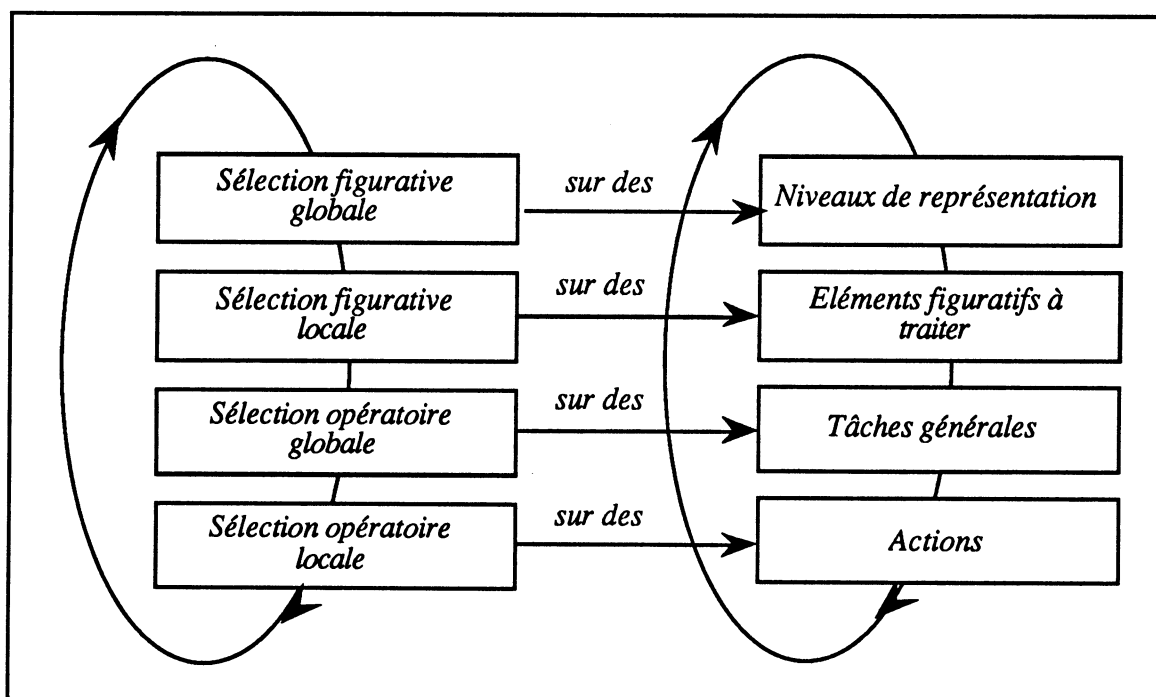 Sélection figurative
globale
sur des
Niveaux de représentation
Sélection figurative
locale
sur des
Eléments figuratifs à
traiter
Sélection opératoire
globale
sur des
Tâches générales
Sélection opératoire
locale
sur des
Actions